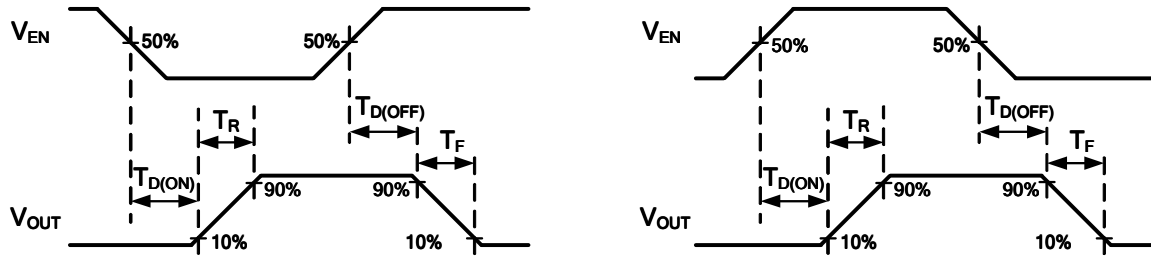 VEN
50%
50%
TD(OFF)
TR
TF
TD(ON)
90%
90%
VOUT
10%
10%
VEN
50%
50%
TD(OFF)
TR
TF
TD(ON)
90%
90%
VOUT
10%
10%